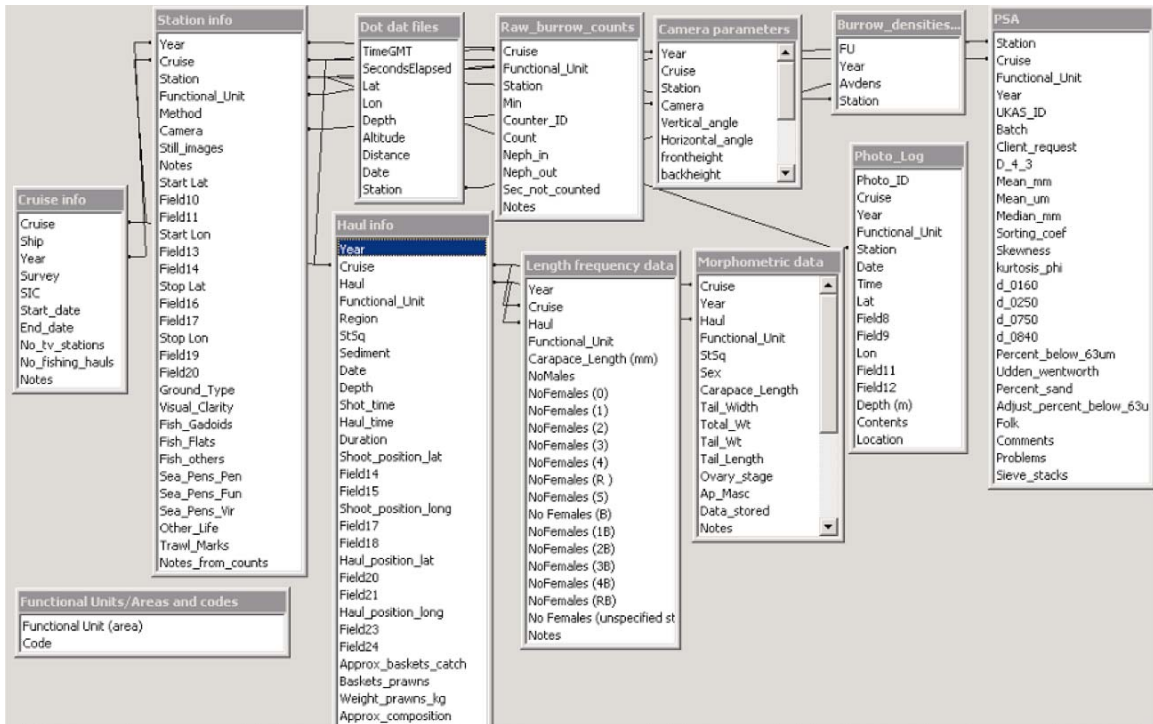 Station info
Year
Cruise
Station
Functional_Unit
Method
Camera
Still_images
Notes
Start Lat
Field10
Field11
Start Lon
Field13
Field14
Stop Lat
Field16
Field17
Stop Lon
Field19
Field20
Ground_Type
Visual_Clarity
Fish_Gadoids
Fish_Flats
Fish_others
Sea_Pens_Pen
Sea_Pens_Fun
Sea_Pens_Vir
Other_Life
Trawl_Marks
Notes_from_counts
Dot dat files
TimeGMT
SecondsElapsed
Lat
Lon
Depth
Altitude
Distance
Date
Station
Raw_burrow_counts
Cruise
Functional_Unit
Station
Min
Counter_ID
Count
Neph_in
Neph_out
Sec_not_counted
Notes
Camera parameters
Year
Cruise
Station
Camera
Vertical_angle
Horizontal_angle
frontheight
backheight
Burrow_densities...
FU
Year
Avdens
Station
PSA
Station
Cruise
Functional_Unit
Year
UKAS_ID
Batch
Client_request
D_4_3
Mean_mm
Mean_um
Median_mm
Sorting_coef
Skewness
kurtosis_phi
d_0160
d_0250
d_0750
d_0840
Percent_below_63um
Udden_wentworth
Percent_sand
Adjust_percent_below_63u
Folk
Comments
Problems
Sieve_stacks
Cruise info
Cruise
Ship
Year
Survey
SIC
Start_date
End_date
No_tv_stations
No_fishing_hauls
Notes
Haul info
Year
Cruise
Haul
Functional_Unit
Region
StSq
Sediment
Date
Depth
Shot_time
Haul_time
Duration
Shoot_position_lat
Field14
Field15
Shoot_position_long
Field17
Field18
Haul_position_lat
Field20
Field21
Haul_position_long
Field23
Field24
Approx_baskets_catch
Baskets_prawns
Weight_prawns_kg
Approx_composition
Length frequency data
Year
Cruise
Haul
Functional_Unit
Carapace_Length (mm)
NoMales
NoFemales (0)
NoFemales (1)
NoFemales (2)
NoFemales (3)
NoFemales (4)
NoFemales (R )
NoFemales (5)
No Females (B)
NoFemales (1B)
NoFemales (2B)
NoFemales (3B)
NoFemales (4B)
NoFemales (RB)
No Females (unspecified st
Notes
Morphometric data
Cruise
Year
Haul
Functional_Unit
StSq
Sex
Carapace_Length
Tail_Width
Total_Wt
Tail_Wt
Tail_Length
Ovary_stage
Ap_Masc
Data_stored
Notes
Photo_Log
Photo_ID
Cruise
Year
Functional_Unit
Station
Date
Time
Lat
Field8
Field9
Lon
Field11
Field12
Depth (m)
Contents
Location
Functional Units/Areas and codes
Functional Unit (area)
Code